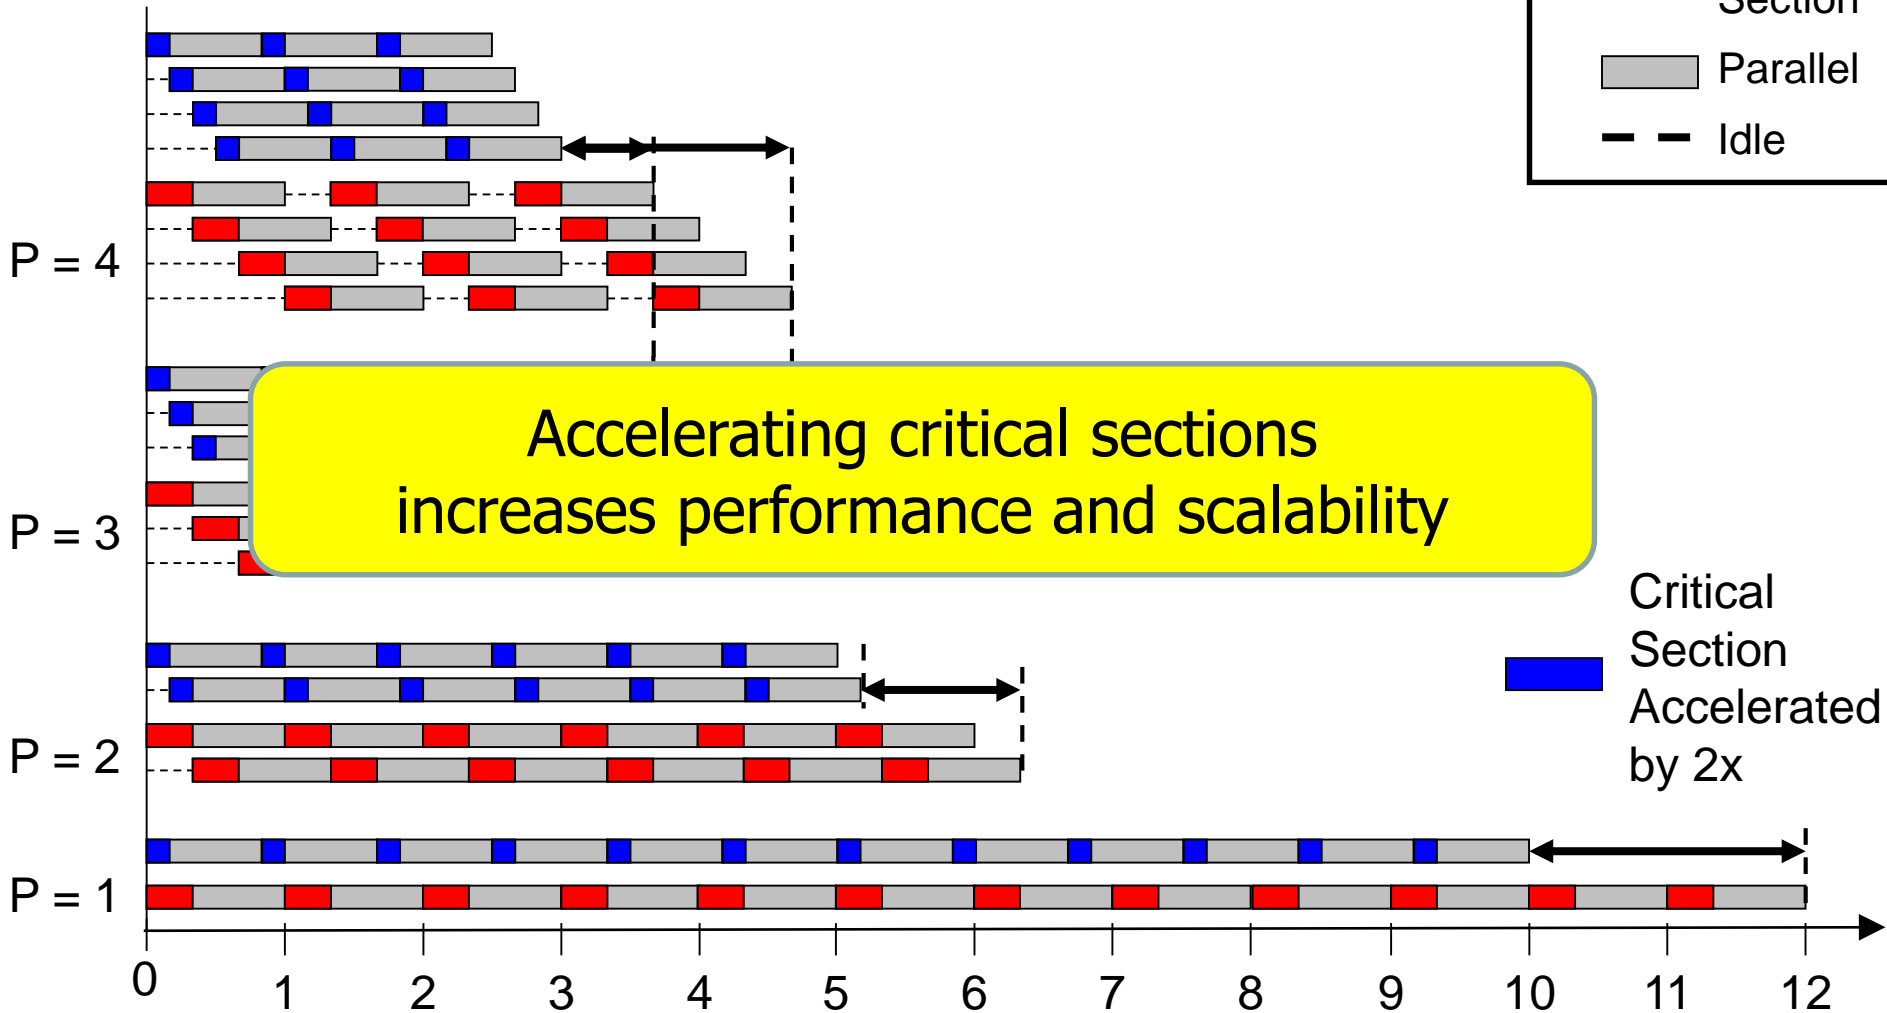 Section
Parallel
Idle
P = 4
Accelerating critical sections
increases performance and scalability
P = 3
Critical
Section
Accelerated
by 2x
P = 2
P = 1
0 1 2 3 4 5 6 7 8 9 10 11 12